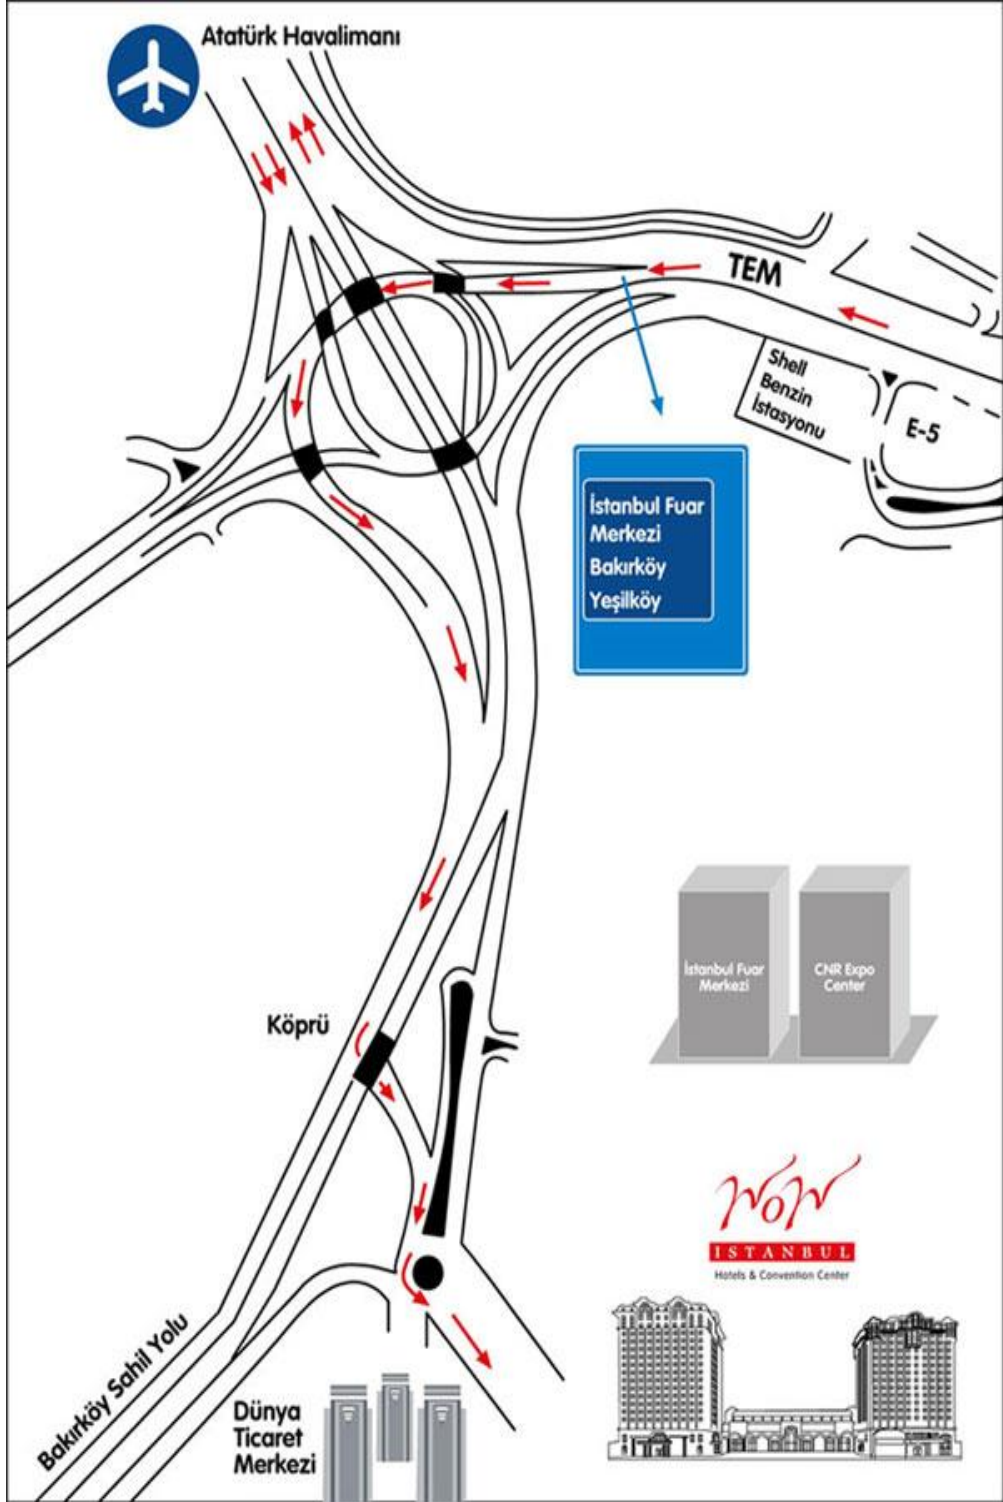 Atatürk Havalimanı
TEM
Shell
Benzin
İstasyonu
E-5
İstanbul Fuar
Merkezi
Bakırköy
Yeşilköy
İstanbul Fuar
Merkezi
CNR Expo
Center
Köprü
WOW
ISTANBUL
Hotels & Convention Center
Bakırköy Sahil Yolu
Dünya
Ticaret
Merkezi